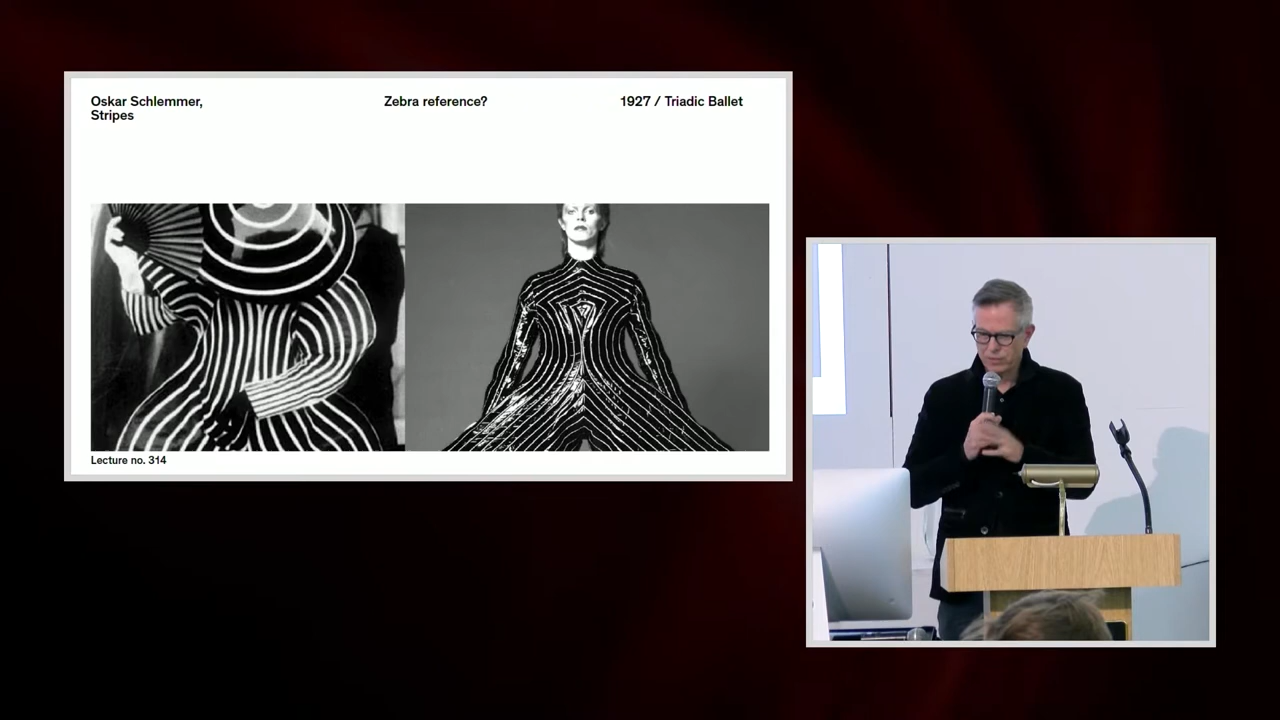 Oskar Schlemmer,
Stripes
Zebra reference?
1927 / Triadic Ballet
Lecture no. 314